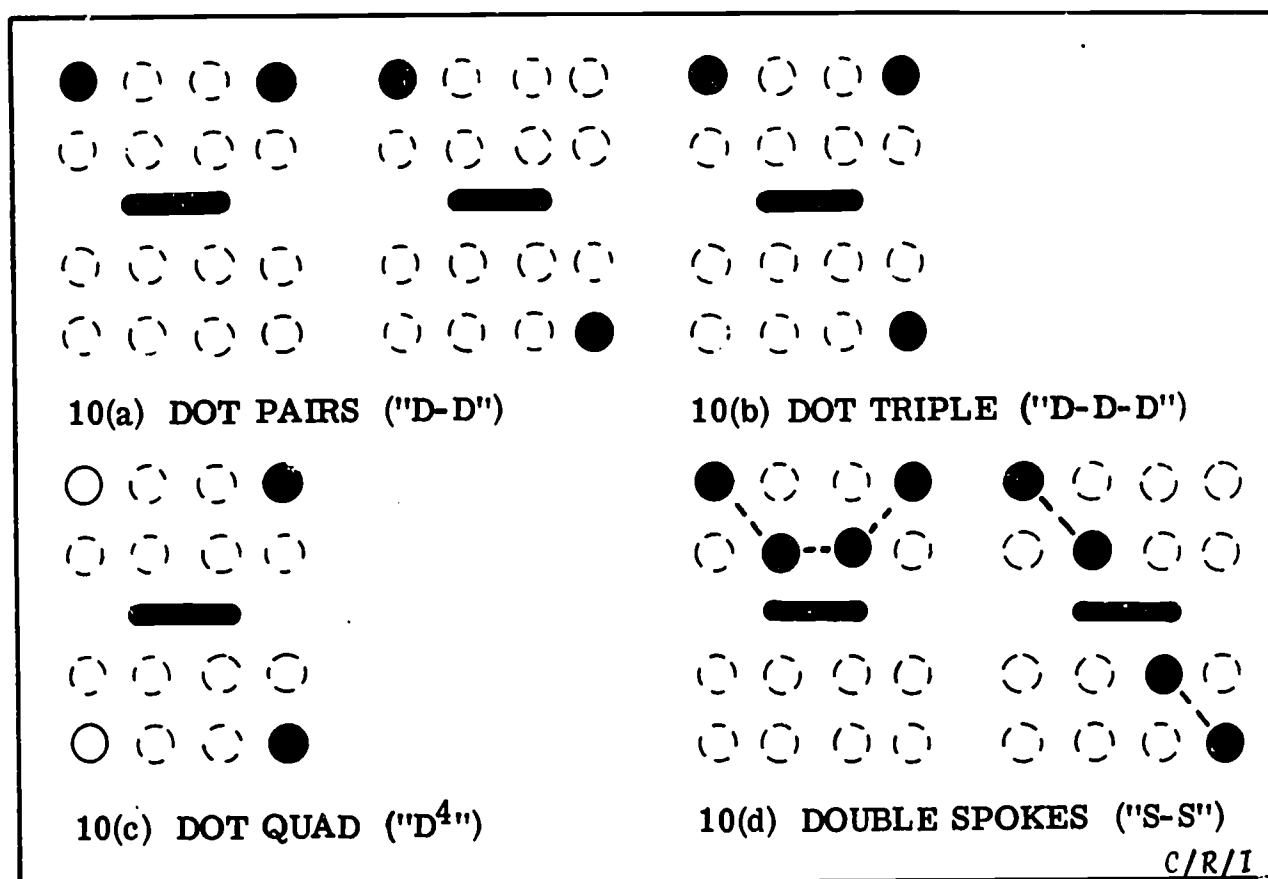 10(a) DOT PAIRS ("D-D")
10(b) DOT TRIPLE ("D-D-D")
10(c) DOT QUAD ("D⁴")
10(d) DOUBLE SPOKES ("S-S")
C/R/I